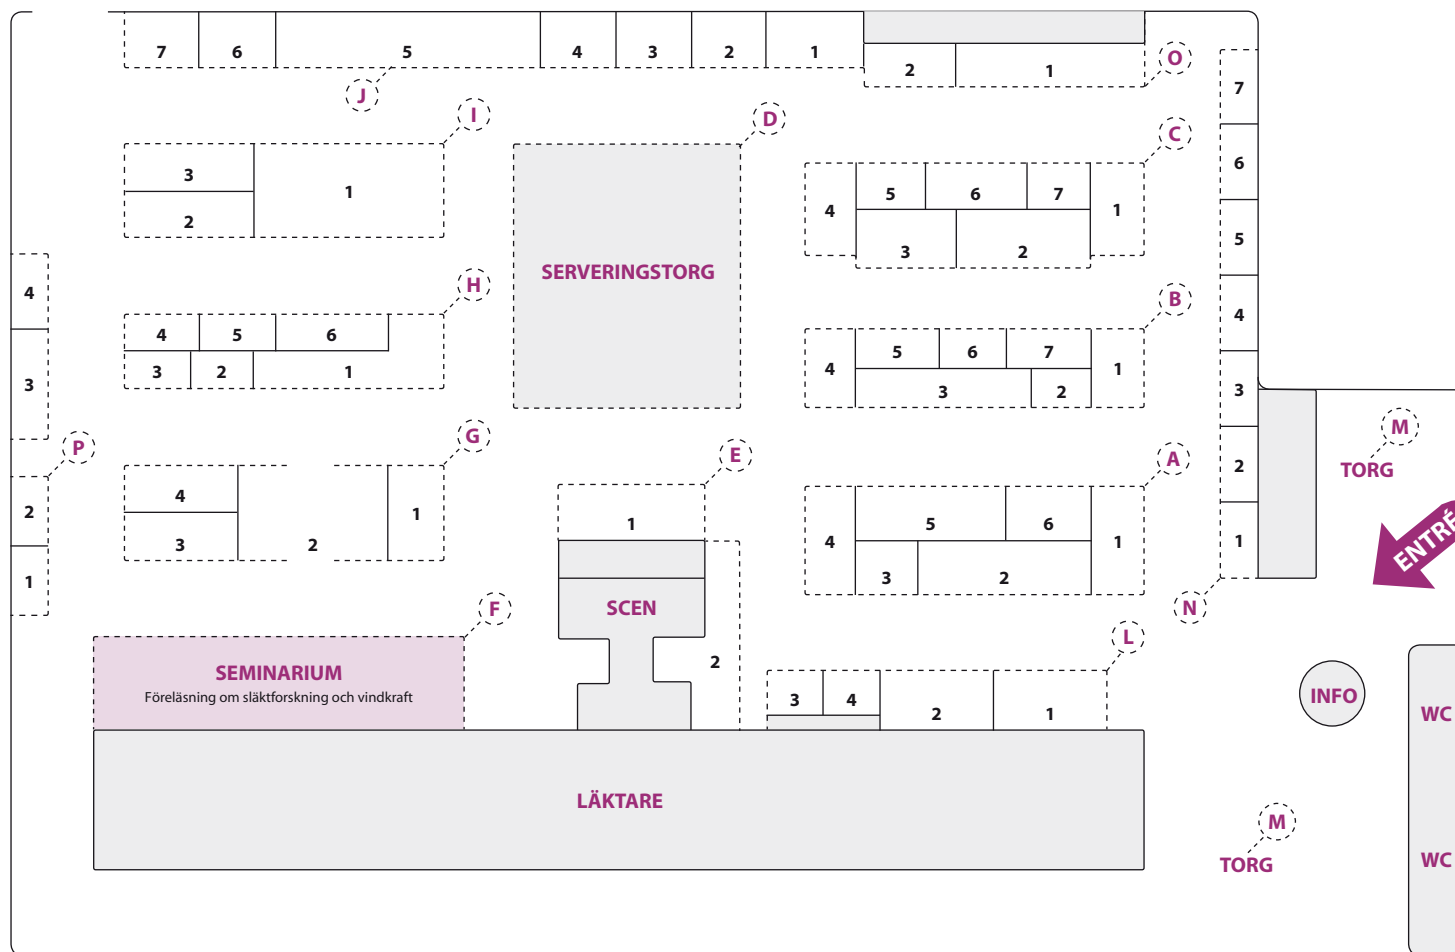 7 6 5 4 3 2 1
2 1
O
J
7
I
D
C
3 1
2
4 5 6 7 1
3 2
6
SERVERINGSTORG
5
4
H
B
4 5 6
3 2 1
4 5 6 7 1
3 2
4
3
3
M
TORG
P
G
E
A
4
3 2 1
1
4 5 6 1
3 2
2
2
1
1
ENTRÉ
F
SCEN
N
L
SEMINARIUM
Föreläsning om släktforskning och vindkraft
2
3 4 2 1
INFO
WC
LÄKTARE
M
TORG
WC